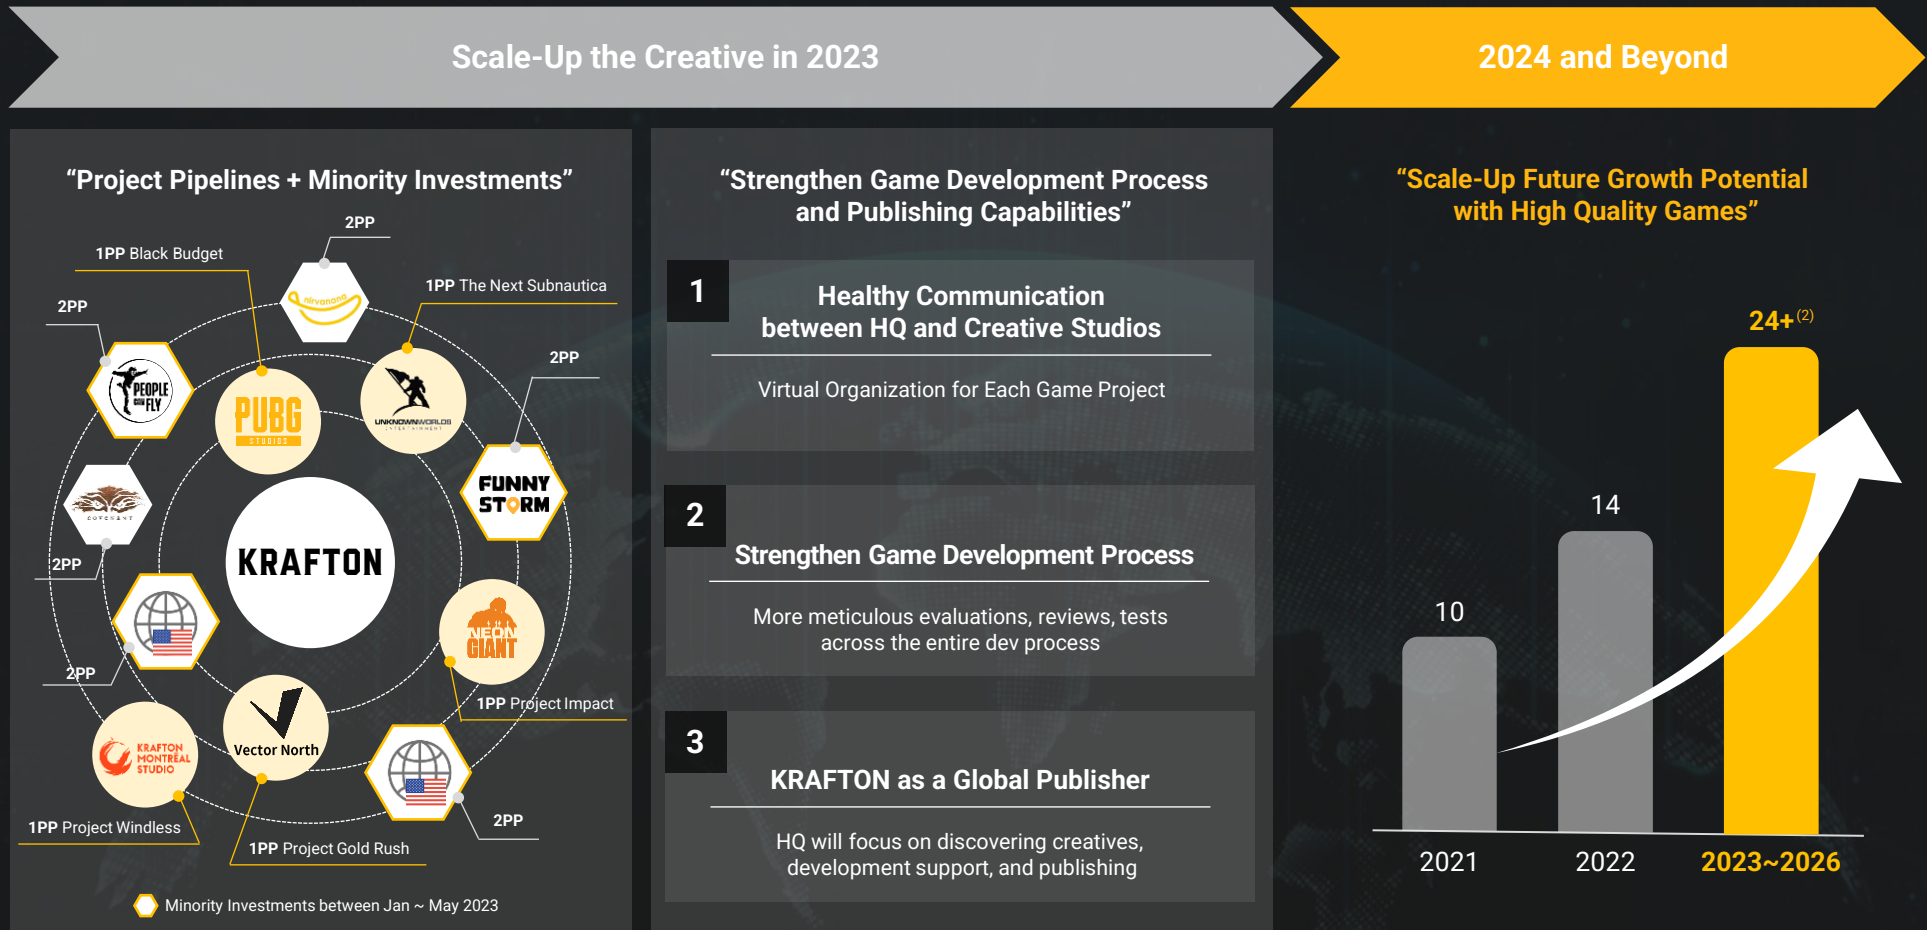 Scale-Up the Creative in 2023
2024 and Beyond
“Project Pipelines + Minority Investments”
2PP
1PP Black Budget
1PP The Next Subnautica
2PP
2PP
nirvanana
PEOPLE
CAN
FLY
PUBG
STUDIOS
UNKNOWNWORLDS
ENTERTAINMENT
FUNNY
STORM
COVENANT
2PP
KRAFTON
NEON
GIANT
2PP
1PP Project Impact
KRAFTON
MONTRÉAL
STUDIO
Vector North
2PP
1PP Project Windless
1PP Project Gold Rush
Minority Investments between Jan ~ May 2023
“Strengthen Game Development Process
and Publishing Capabilities”
1
Healthy Communication
between HQ and Creative Studios
Virtual Organization for Each Game Project
2
Strengthen Game Development Process
More meticulous evaluations, reviews, tests
across the entire dev process
3
KRAFTON as a Global Publisher
HQ will focus on discovering creatives,
development support, and publishing
“Scale-Up Future Growth Potential
with High Quality Games”
24+(2)
14
10
2021
2022
2023~2026